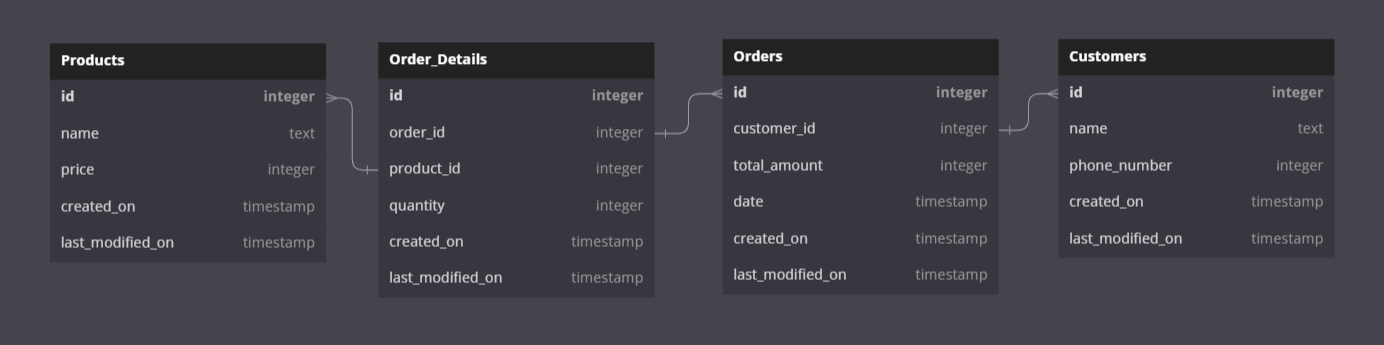 Products
id integer
name text
price integer
created_on timestamp
last_modified_on timestamp
Order_Details
id integer
order_id integer
product_id integer
quantity integer
created_on timestamp
last_modified_on timestamp
Orders
id integer
customer_id integer
total_amount integer
date timestamp
created_on timestamp
last_modified_on timestamp
Customers
id integer
name text
phone_number integer
created_on timestamp
last_modified_on timestamp